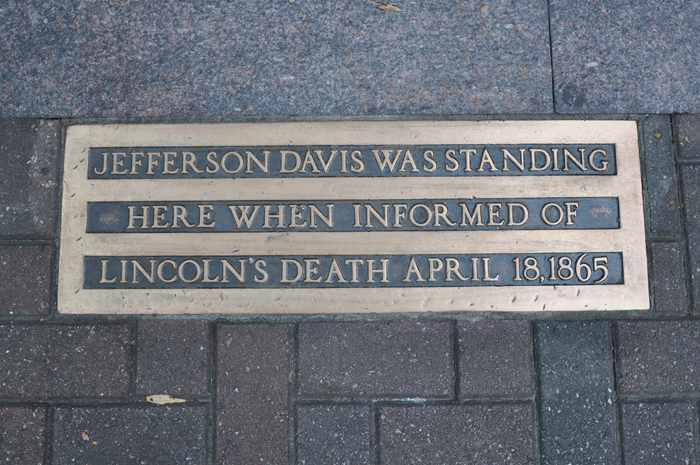 JEFFERSON DAVIS WAS STANDING
HERE WHEN INFORMED OF
LINCOLN'S DEATH APRIL 18,1865